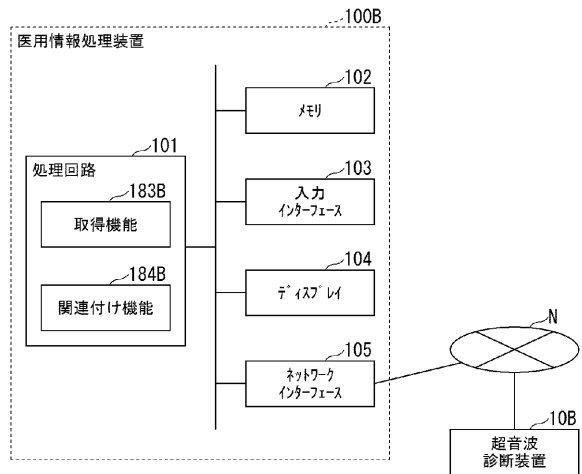 100B
医用情報処理装置
102
メモリ
101
処理回路
103
入力
インターフェース
183B
取得機能
104
ディスプレイ
184B
関連付け機能
105
ネットワーク
インターフェース
N
10B
超音波
診断装置